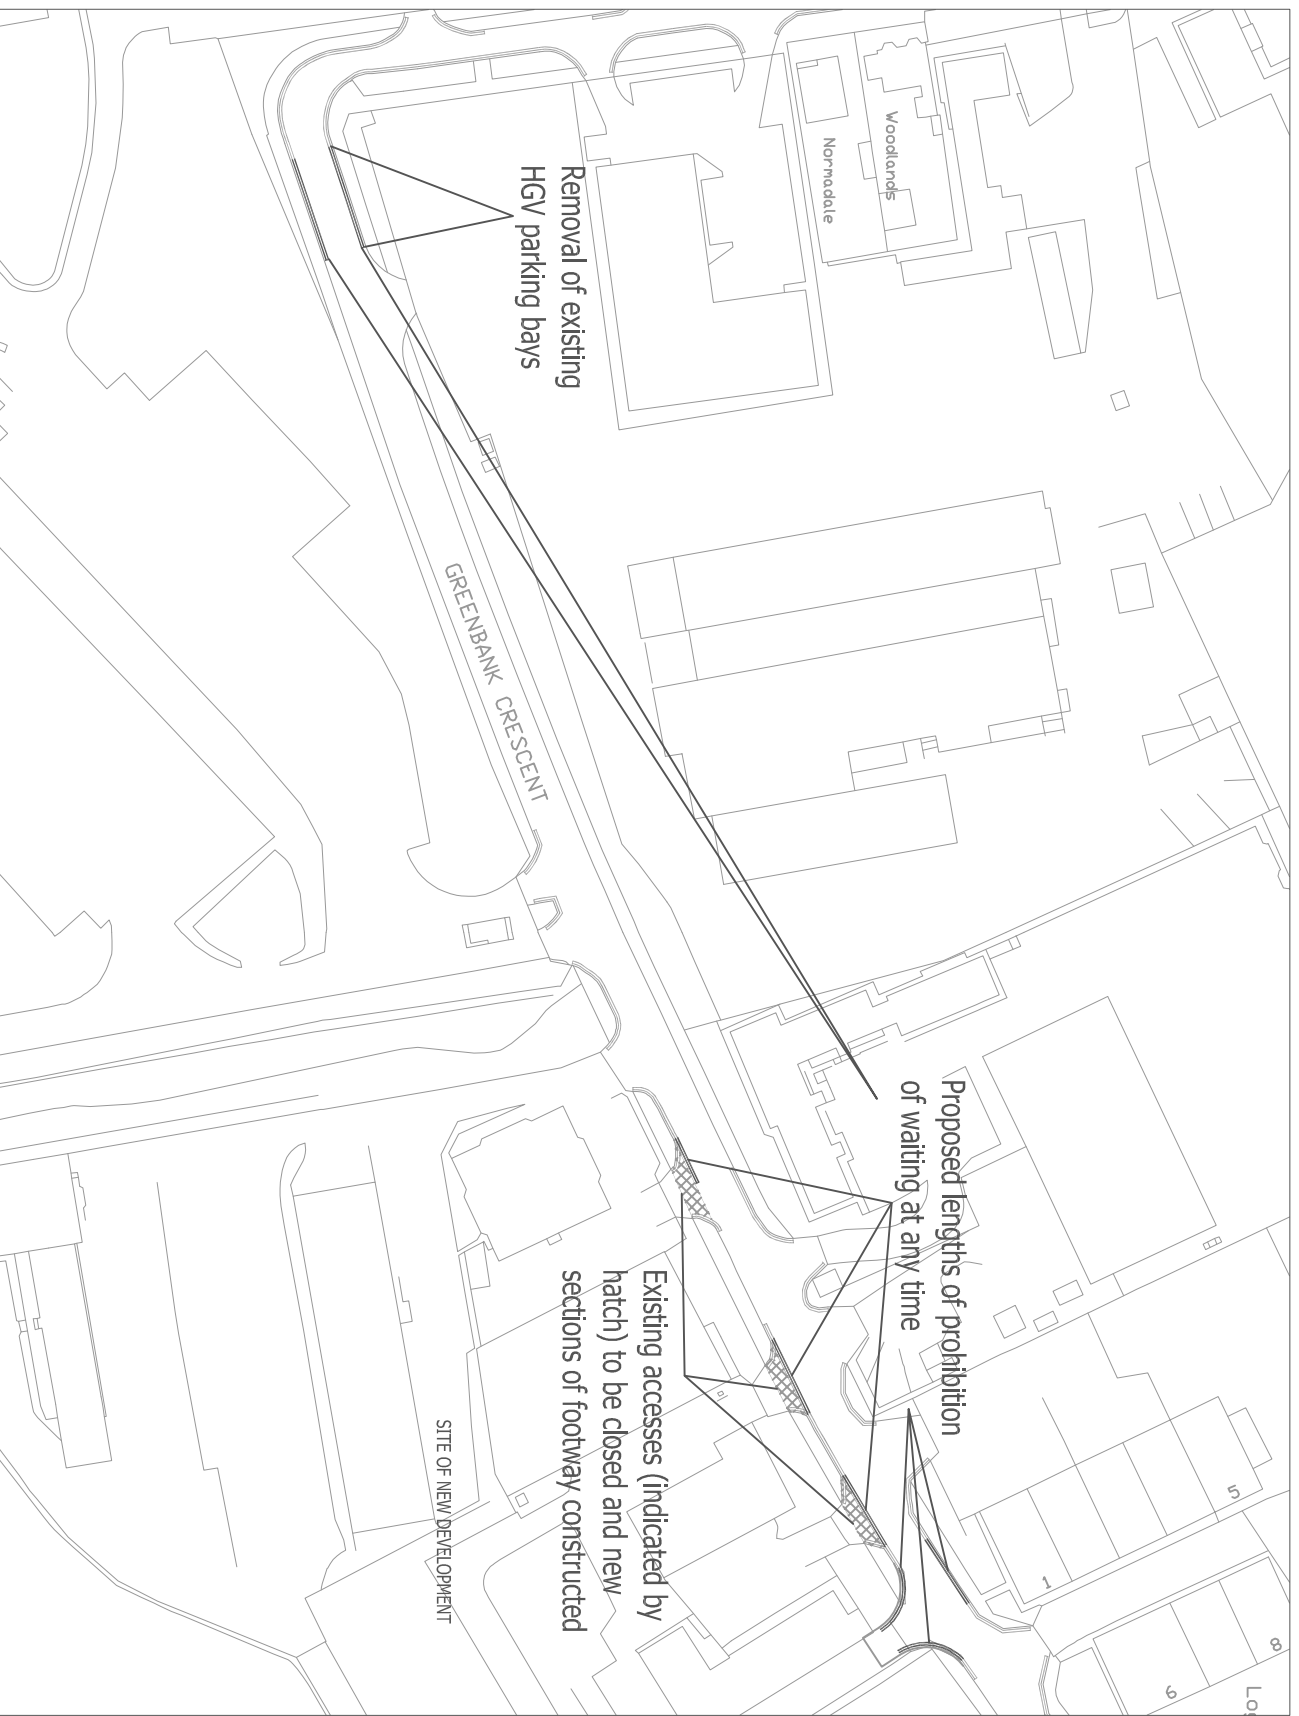 Woodlands
Normadale
Removal of existing
HGV parking bays
GREENBANK CRESCENT
Proposed lengths of prohibition
of waiting at any time
Existing accesses (indicated by
hatch) to be closed and new
sections of footway constructed
SITE OF NEW DEVELOPMENT
5
1
8
6